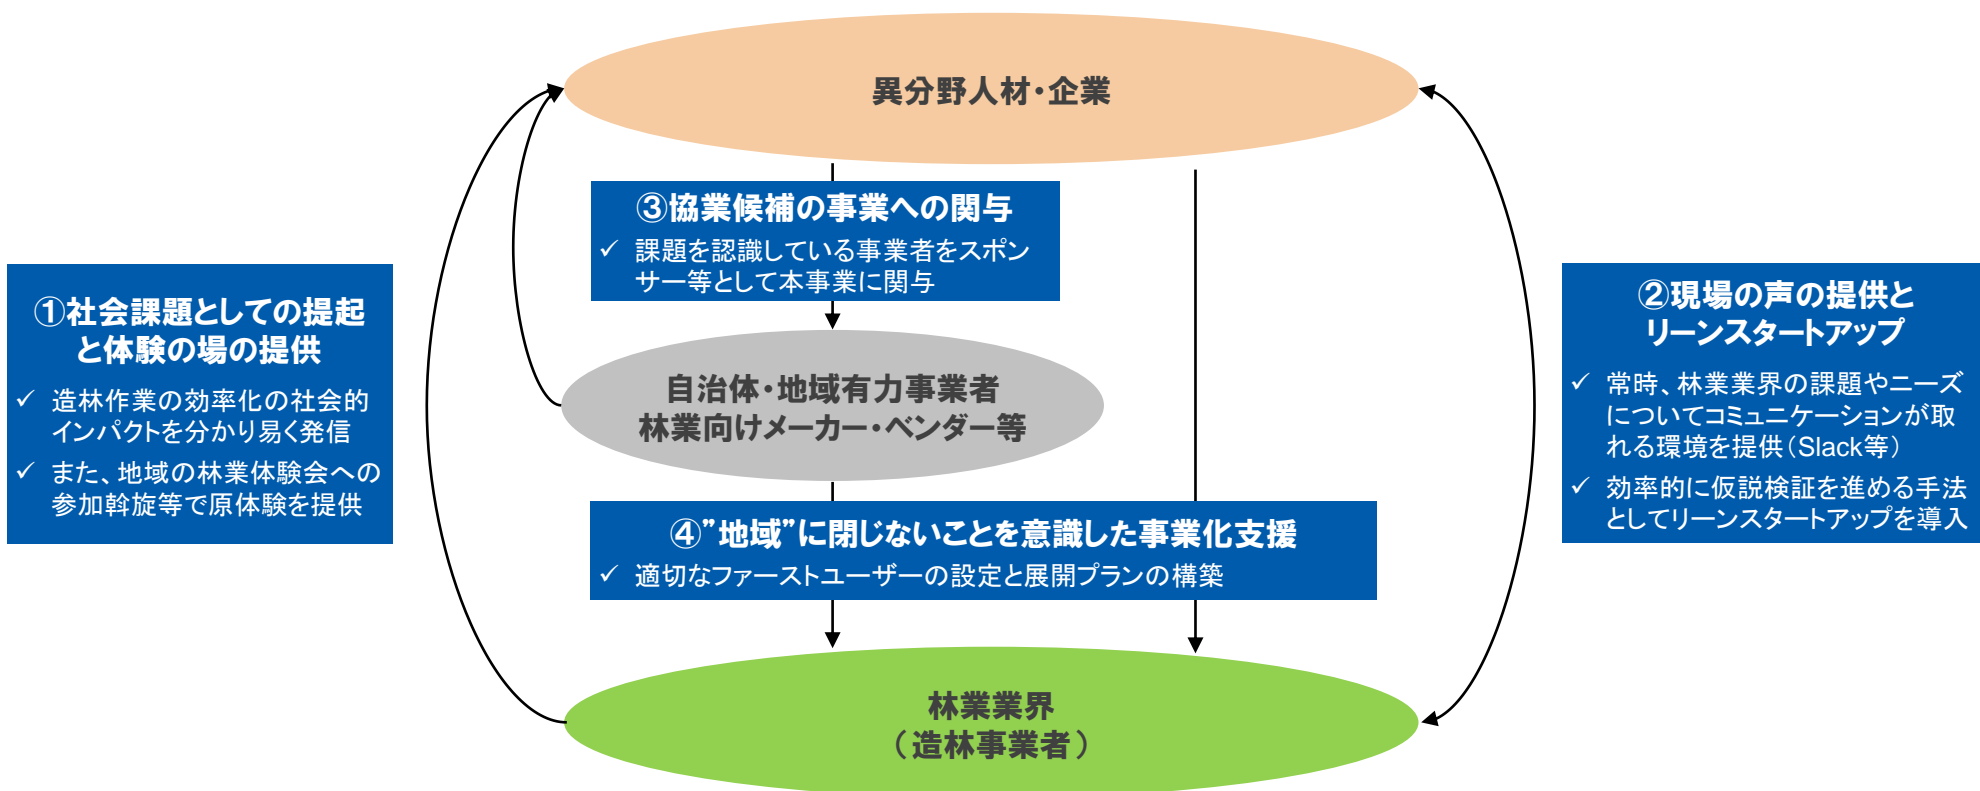 異分野人材・企業
③協業候補の事業への関与
✓ 課題を認識している事業者をスポン
サー等として本事業に関与
①社会課題としての提起
と体験の場の提供
✓ 造林作業の効率化の社会的
インパクトを分かり易く発信
✓ また、地域の林業体験会への
参加斡旋等で原体験を提供
②現場の声の提供と
リーンスタートアップ
✓ 常時、林業業界の課題やニーズ
についてコミュニケーションが取
れる環境を提供（Slack等）
✓ 効率的に仮説検証を進める手法
としてリーンスタートアップを導入
自治体・地域有力事業者
林業向けメーカー・ベンダー等
④”地域”に閉じないことを意識した事業化支援
✓ 適切なファーストユーザーの設定と展開プランの構築
林業業界
（造林事業者）